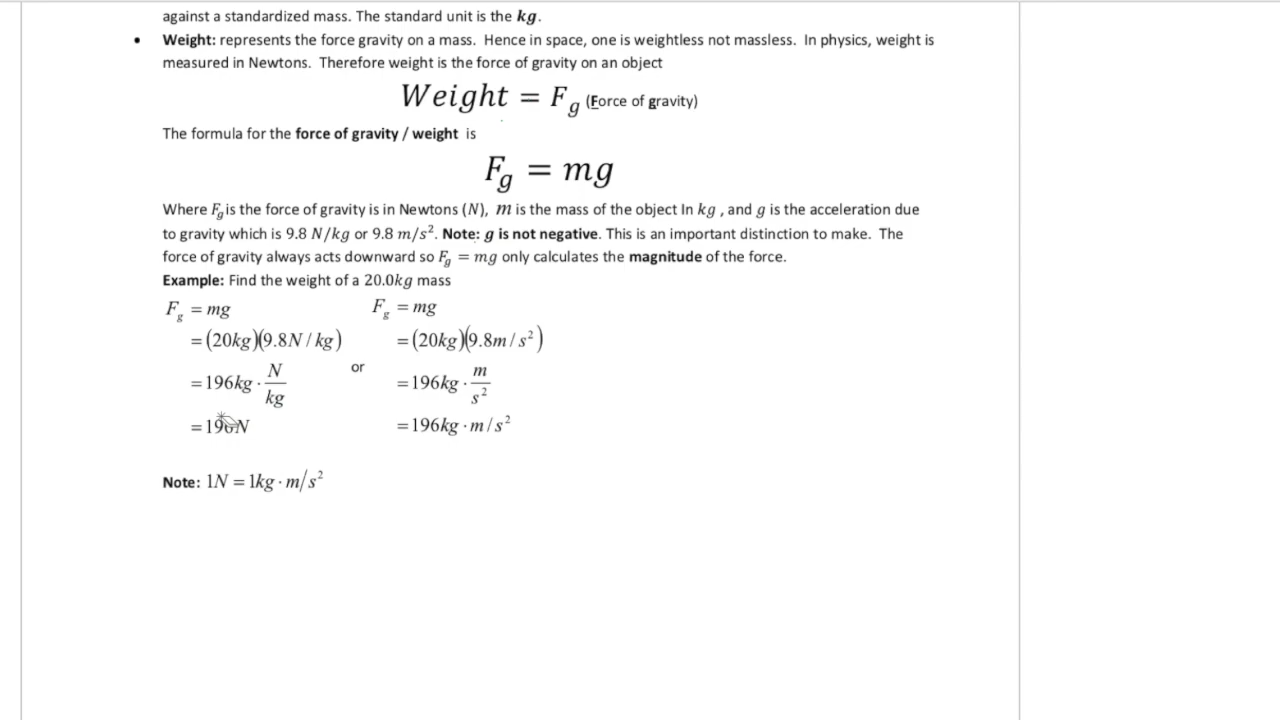 against a standardized mass. The standard unit is the kg.
• Weight: represents the force gravity on a mass. Hence in space, one is weightless not massless. In physics, weight is
measured in Newtons. Therefore weight is the force of gravity on an object
Weight = F_g (Force of gravity)
The formula for the force of gravity / weight is
F_g = mg
Where F_g is the force of gravity is in Newtons (N), m is the mass of the object In kg , and g is the acceleration due
to gravity which is 9.8 N/kg or 9.8 m/s². Note: g is not negative. This is an important distinction to make. The
force of gravity always acts downward so F_g = mg only calculates the magnitude of the force.
Example: Find the weight of a 20.0kg mass
F_g = mg
= (20kg)(9.8N / kg)
= 196kg · N/kg
= 196N
or
F_g = mg
= (20kg)(9.8m / s²)
= 196kg · m/s²
= 196kg · m / s²
Note: 1N = 1kg · m/s²